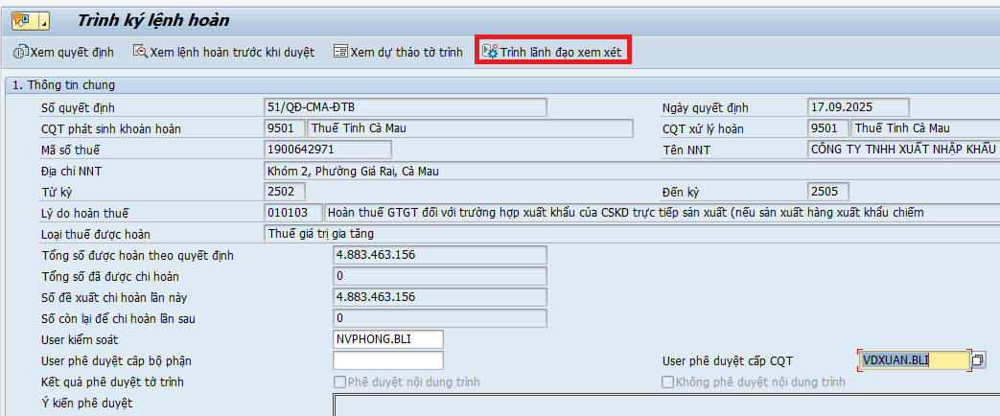 Trình ký lệnh hoàn
Xem quyết định Xem lệnh hoàn trước khi duyệt Xem dự thảo tờ trình Trình lãnh đạo xem xét
1. Thông tin chung
Số quyết định 51/QĐ-CMA-ĐTB Ngày quyết định 17.09.2025
CQT phát sinh khoản hoàn 9501 Thuế Tỉnh Cà Mau CQT xử lý hoàn 9501 Thuế Tỉnh Cà Mau
Mã số thuế 1900642971 Tên NNT CÔNG TY TNHH XUẤT NHẬP KHẨU
Địa chỉ NNT Khóm 2, Phường Giá Rai, Cà Mau
Từ kỳ 2502 Đến kỳ 2505
Lý do hoàn thuế 010103 Hoàn thuế GTGT đối với trường hợp xuất khẩu của CSKD trực tiếp sản xuất (nếu sản xuất hàng xuất khẩu chiếm
Loại thuế được hoàn Thuế giá trị gia tăng
Tổng số được hoàn theo quyết định 4.883.463.156
Tổng số đã được chi hoàn 0
Số đề xuất chi hoàn lần này 4.883.463.156
Số còn lại để chi hoàn lần sau 0
User kiểm soát NVPHONG.BLI
User phê duyệt cấp bộ phận User phê duyệt cấp CQT VDXUAN.BLI
Kết quả phê duyệt tờ trình Phê duyệt nội dung trình Không phê duyệt nội dung trình
Ý kiến phê duyệt